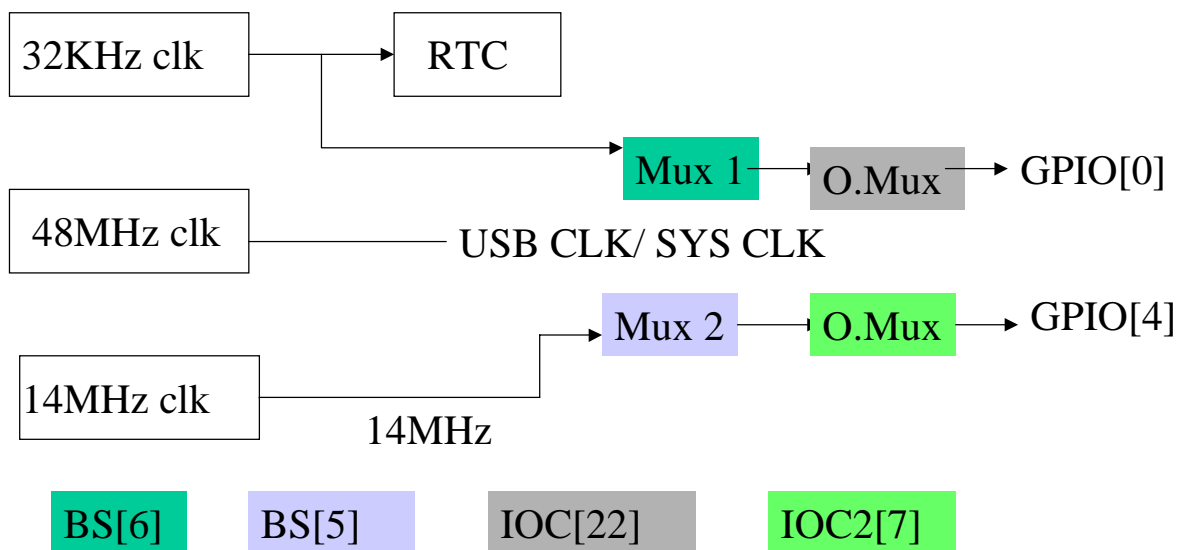 32KHz clk
RTC
Mux 1
O.Mux
GPIO[0]
48MHz clk
USB CLK/ SYS CLK
Mux 2
O.Mux
GPIO[4]
14MHz clk
14MHz
BS[6]
BS[5]
IOC[22]
IOC2[7]